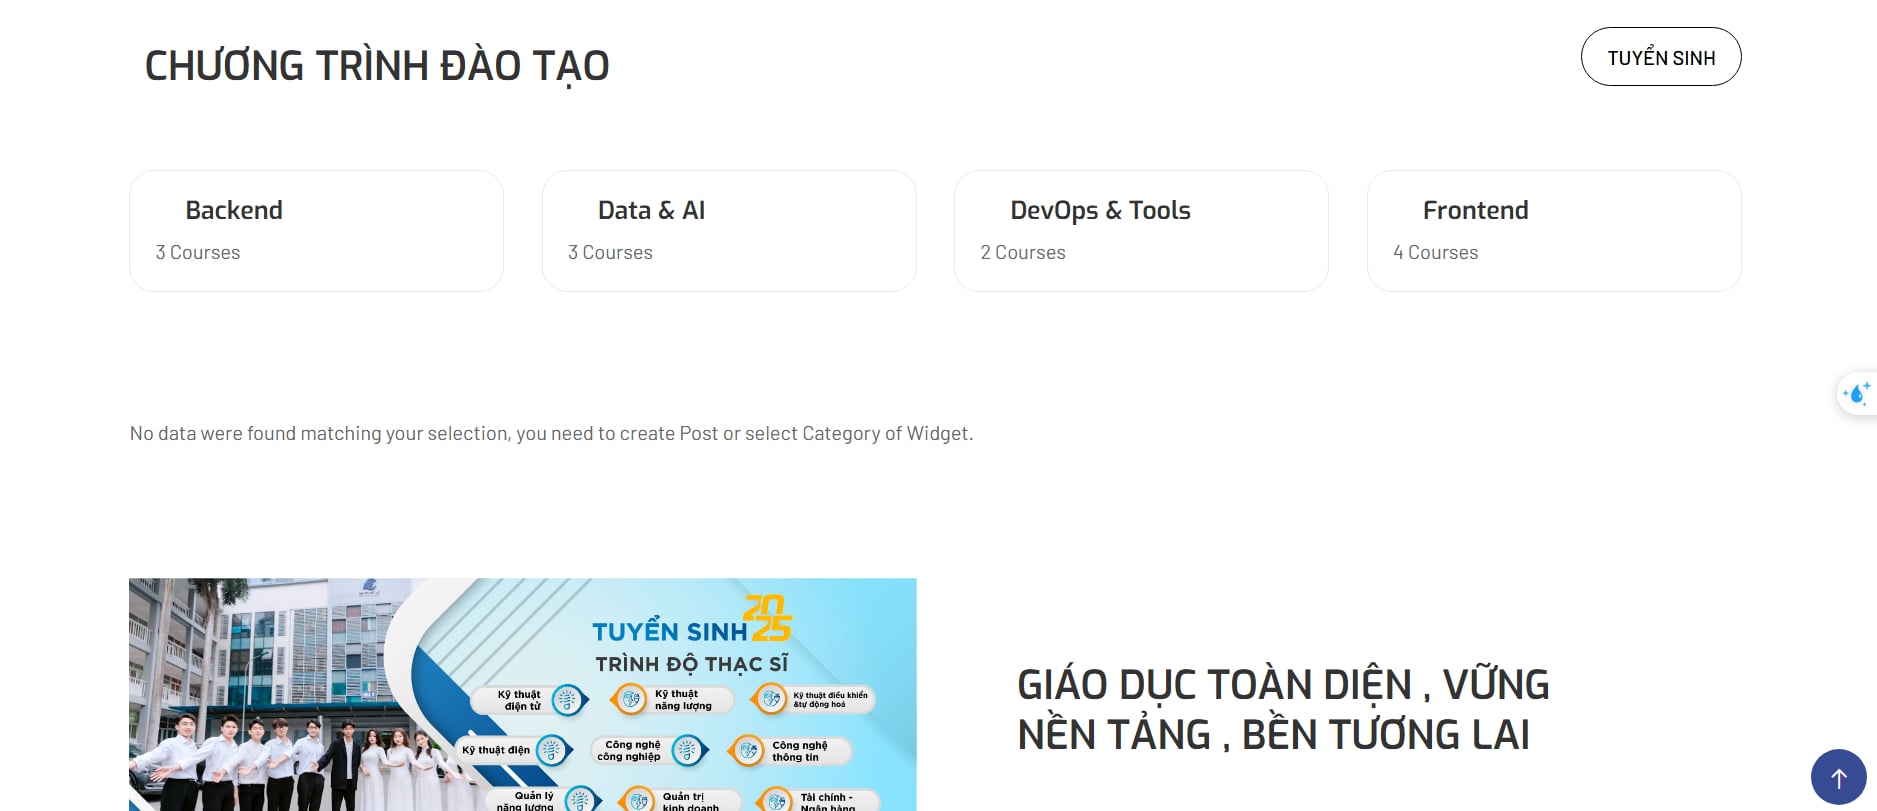 CHƯƠNG TRÌNH ĐÀO TẠO
TUYỂN SINH
Backend
3 Courses
Data & AI
3 Courses
DevOps & Tools
2 Courses
Frontend
4 Courses
No data were found matching your selection, you need to create Post or select Category of Widget.
TUYỂN SINH 2025
TRÌNH ĐỘ THẠC SĨ
Kỹ thuật
điện tử
Kỹ thuật
năng lượng
Kỹ thuật điều khiển
&tự động hoá
Kỹ thuật điện
Công nghệ
công nghiệp
Công nghệ
thông tin
Quản lý
năng lượng
Quản trị
kinh doanh
Tài chính -
Ngân hàng
GIÁO DỤC TOÀN DIỆN , VỮNG
NỀN TẢNG , BỀN TƯƠNG LAI